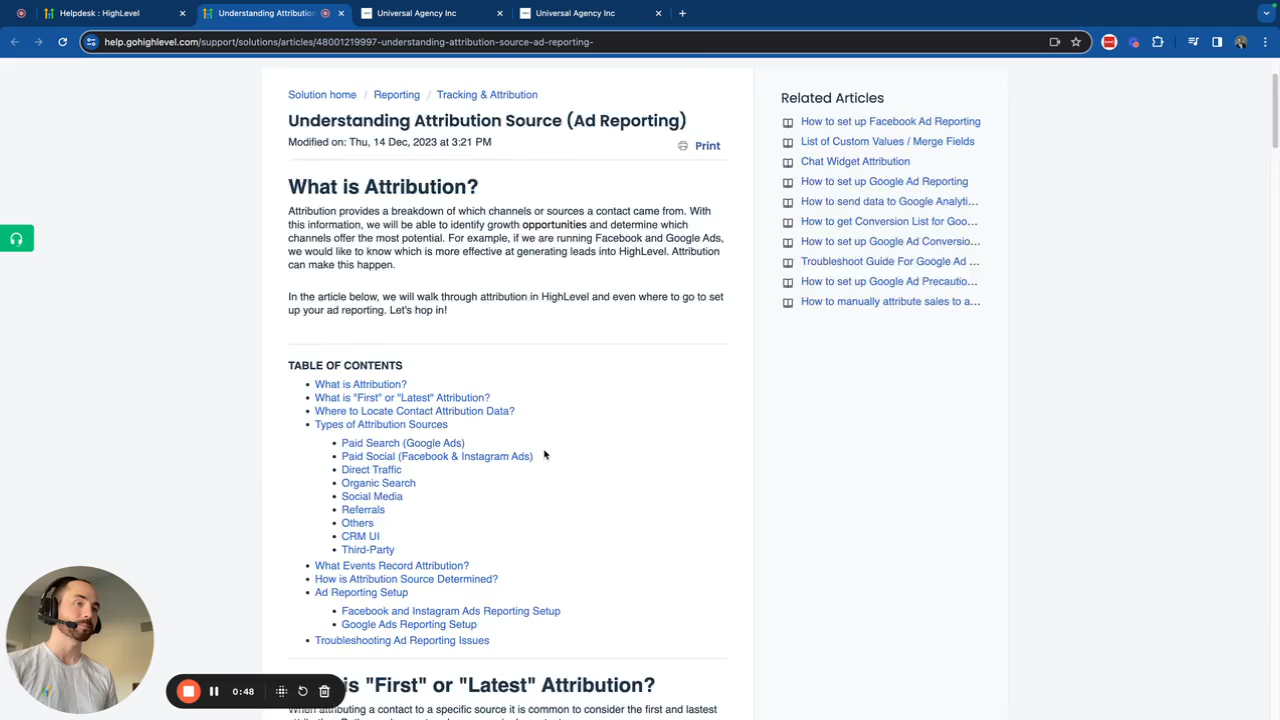 Helpdesk : HighLevel
Understanding Attribution
Universal Agency Inc
Universal Agency Inc
help.gohighlevel.com/support/solutions/articles/48001219997-understanding-attribution-source-ad-reporting-
Solution home / Reporting / Tracking & Attribution
Understanding Attribution Source (Ad Reporting)
Modified on: Thu, 14 Dec, 2023 at 3:21 PM
Print
What is Attribution?
Attribution provides a breakdown of which channels or sources a contact came from. With
this information, we will be able to identify growth opportunities and determine which
channels offer the most potential. For example, if we are running Facebook and Google Ads,
we would like to know which is more effective at generating leads into HighLevel. Attribution
can make this happen.
In the article below, we will walk through attribution in HighLevel and even where to go to set
up your ad reporting. Let's hop in!
TABLE OF CONTENTS
• What is Attribution?
• What is "First" or "Latest" Attribution?
• Where to Locate Contact Attribution Data?
• Types of Attribution Sources
• Paid Search (Google Ads)
• Paid Social (Facebook & Instagram Ads)
• Direct Traffic
• Organic Search
• Social Media
• Referrals
• Others
• CRM UI
• Third-Party
• What Events Record Attribution?
• How is Attribution Source Determined?
• Ad Reporting Setup
• Facebook and Instagram Ads Reporting Setup
• Google Ads Reporting Setup
• Troubleshooting Ad Reporting Issues
is "First" or "Latest" Attribution?
When attributing a contact to a specific source it is common to consider the first and lastest
Related Articles
How to set up Facebook Ad Reporting
List of Custom Values / Merge Fields
Chat Widget Attribution
How to set up Google Ad Reporting
How to send data to Google Analyti...
How to get Conversion List for Goo...
How to set up Google Ad Conversio...
Troubleshoot Guide For Google Ad ...
How to set up Google Ad Precautio...
How to manually attribute sales to a...
0:48